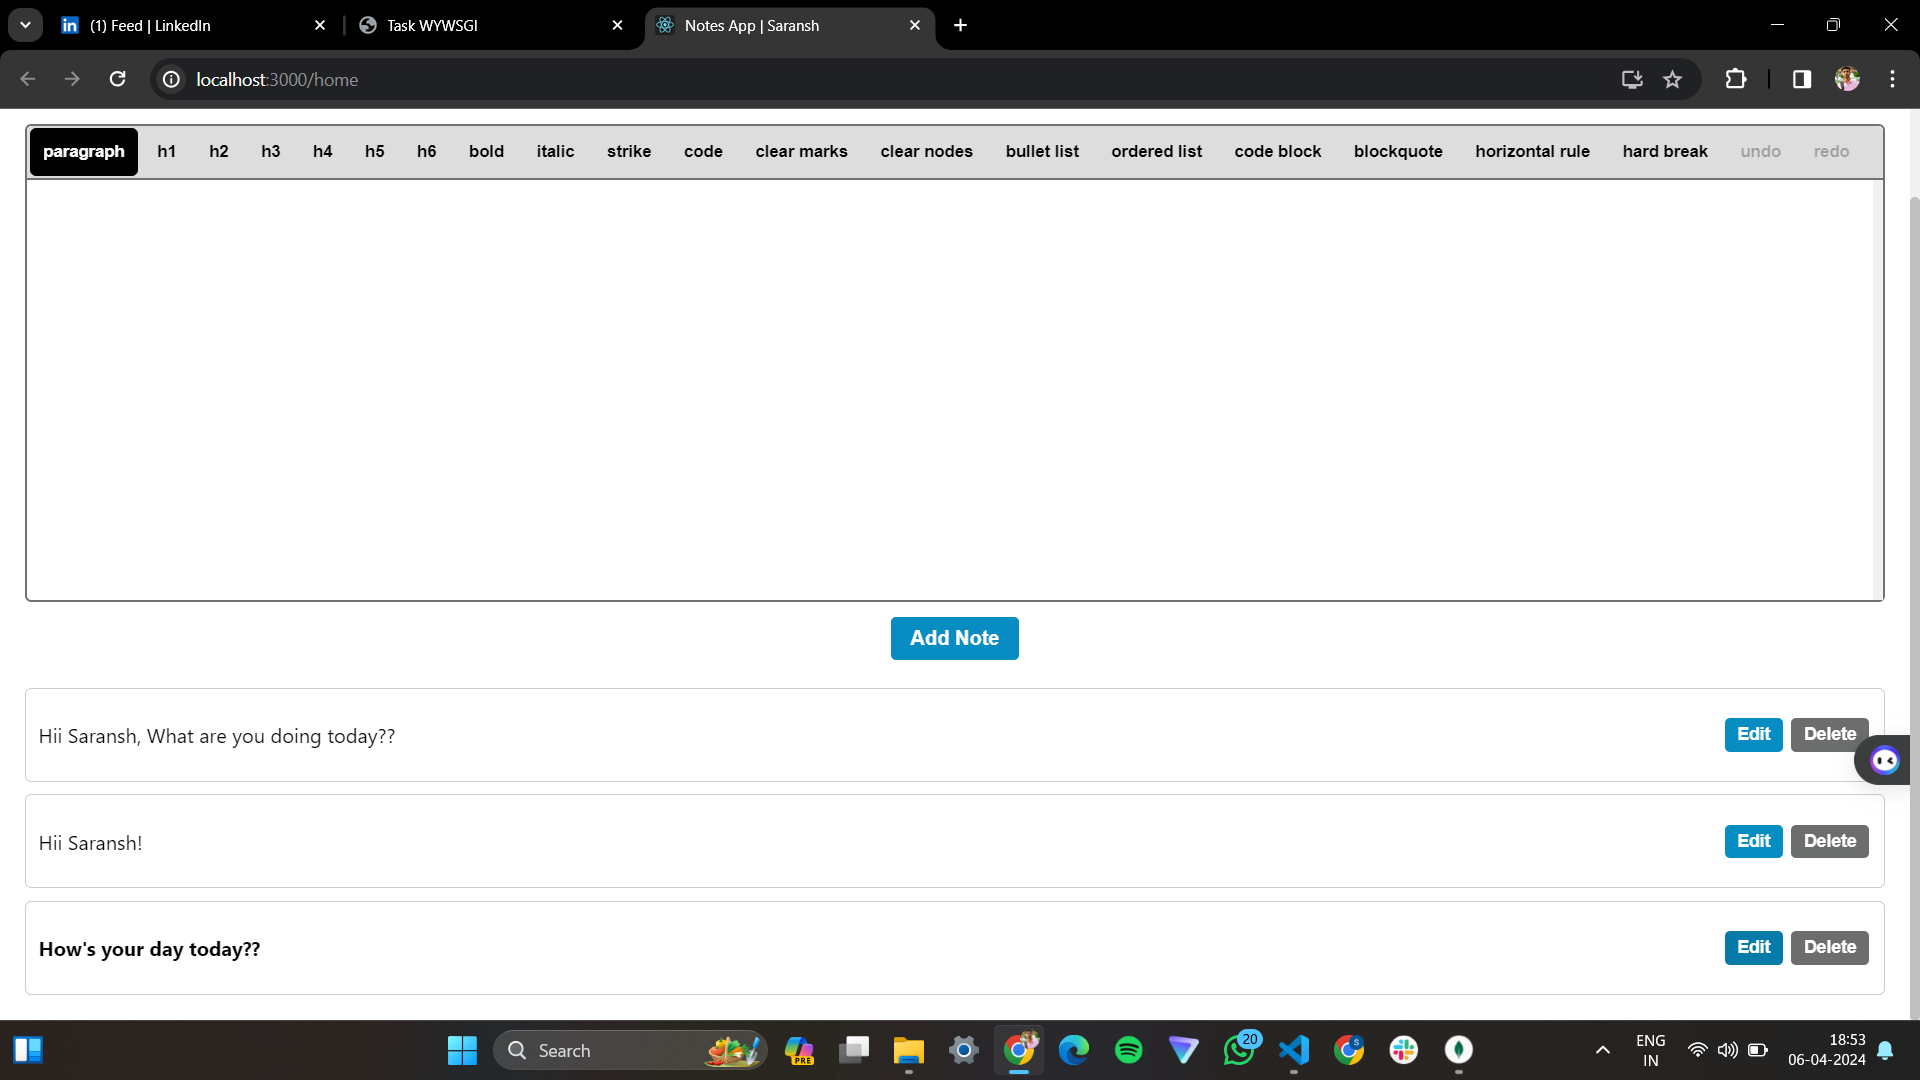 (1) Feed | LinkedIn
Task WYWSGI
Notes App | Saransh
localhost:3000/home
paragraph h1 h2 h3 h4 h5 h6 bold italic strike code clear marks clear nodes bullet list ordered list code block blockquote horizontal rule hard break undo redo
Add Note
Hii Saransh, What are you doing today??
Edit Delete
Hii Saransh!
Edit Delete
How's your day today??
Edit Delete
Search
PRE
20
S
ENG
IN
18:53
06-04-2024